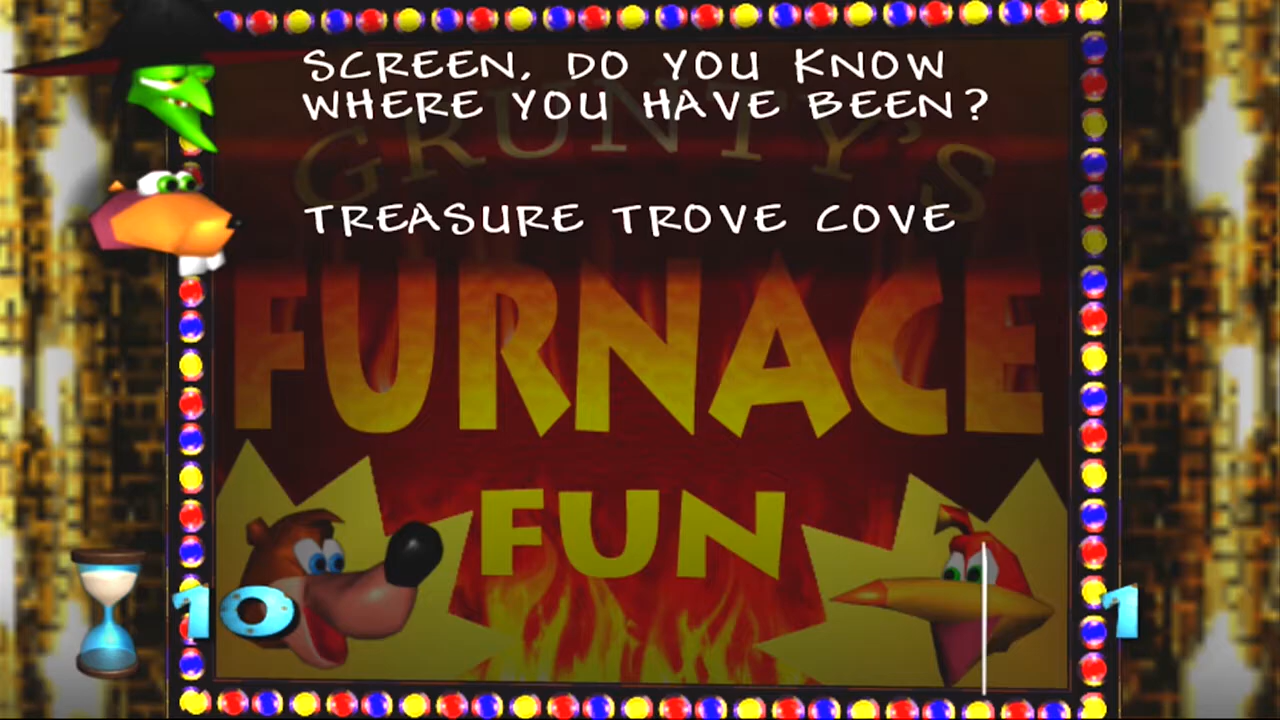 SCREEN, DO YOU KNOW
WHERE YOU HAVE BEEN?
GRUNTY'S
TREASURE TROVE COVE
FURNACE
FUN
10
1